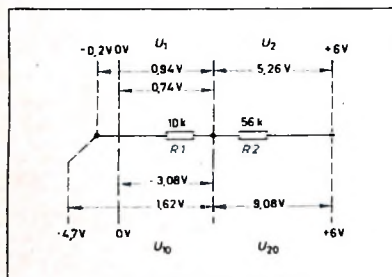 U1 U2
-0,2V 0V +6V
0,94V 5,26V
0,74V
10k 56k
R1 R2
-3,08V
1,62V 9,08V
-4,7V 0V +6V
U10 U20